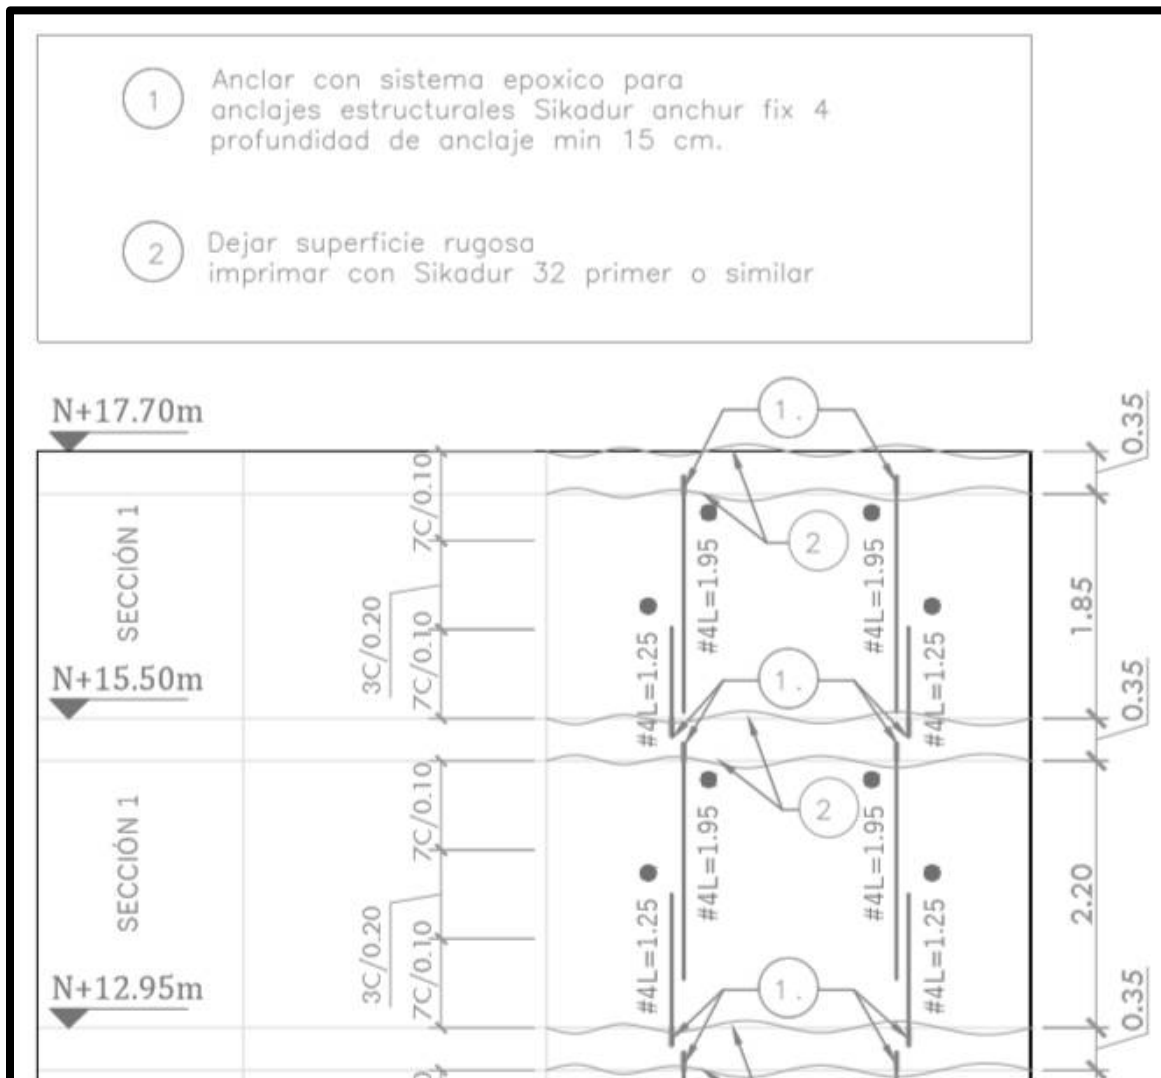 1
Anclar con sistema epoxico para
anclajes estructurales Sikadur anchur fix 4
profundidad de anclaje min 15 cm.
2
Dejar superficie rugosa
imprimar con Sikadur 32 primer o similar
N+17.70m
1.
0.35
7C/0.10
SECCIÓN 1
2
#4L=1.95
#4L=1.95
1.85
3C/0.20
7C/0.10
#4L=1.25
#4L=1.25
N+15.50m
1.
0.35
7C/0.10
SECCIÓN 1
2
#4L=1.95
#4L=1.95
2.20
3C/0.20
7C/0.10
#4L=1.25
#4L=1.25
N+12.95m
1.
0.35